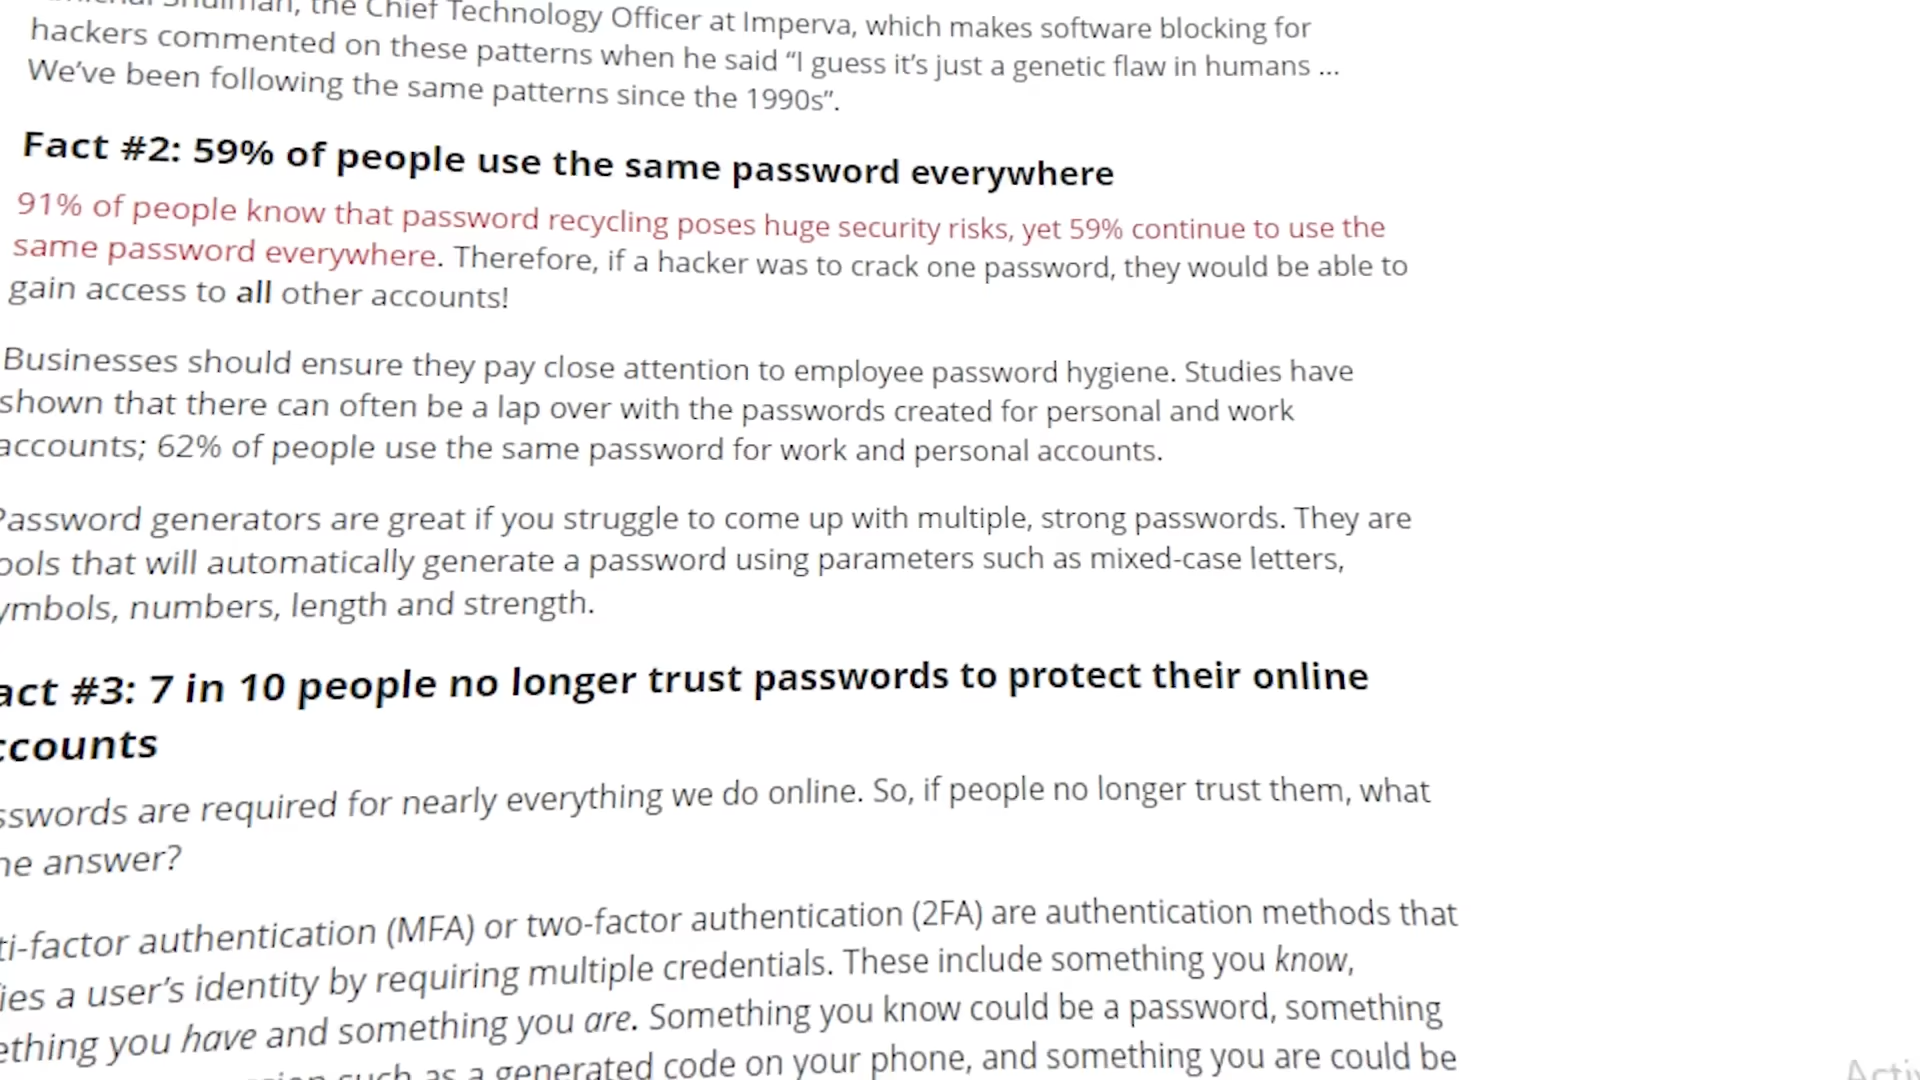 the Chief Technology Officer at Imperva, which makes software blocking for
hackers commented on these patterns when he said “I guess it’s just a genetic flaw in humans ...
We’ve been following the same patterns since the 1990s”.
Fact #2: 59% of people use the same password everywhere
91% of people know that password recycling poses huge security risks, yet 59% continue to use the
same password everywhere. Therefore, if a hacker was to crack one password, they would be able to
gain access to all other accounts!
Businesses should ensure they pay close attention to employee password hygiene. Studies have
shown that there can often be a lap over with the passwords created for personal and work
accounts; 62% of people use the same password for work and personal accounts.
Password generators are great if you struggle to come up with multiple, strong passwords. They are
ools that will automatically generate a password using parameters such as mixed-case letters,
ymbols, numbers, length and strength.
act #3: 7 in 10 people no longer trust passwords to protect their online
ccounts
sswords are required for nearly everything we do online. So, if people no longer trust them, what
he answer?
ti-factor authentication (MFA) or two-factor authentication (2FA) are authentication methods that
ies a user’s identity by requiring multiple credentials. These include something you know,
ething you have and something you are. Something you know could be a password, something
such as a generated code on your phone, and something you are could be